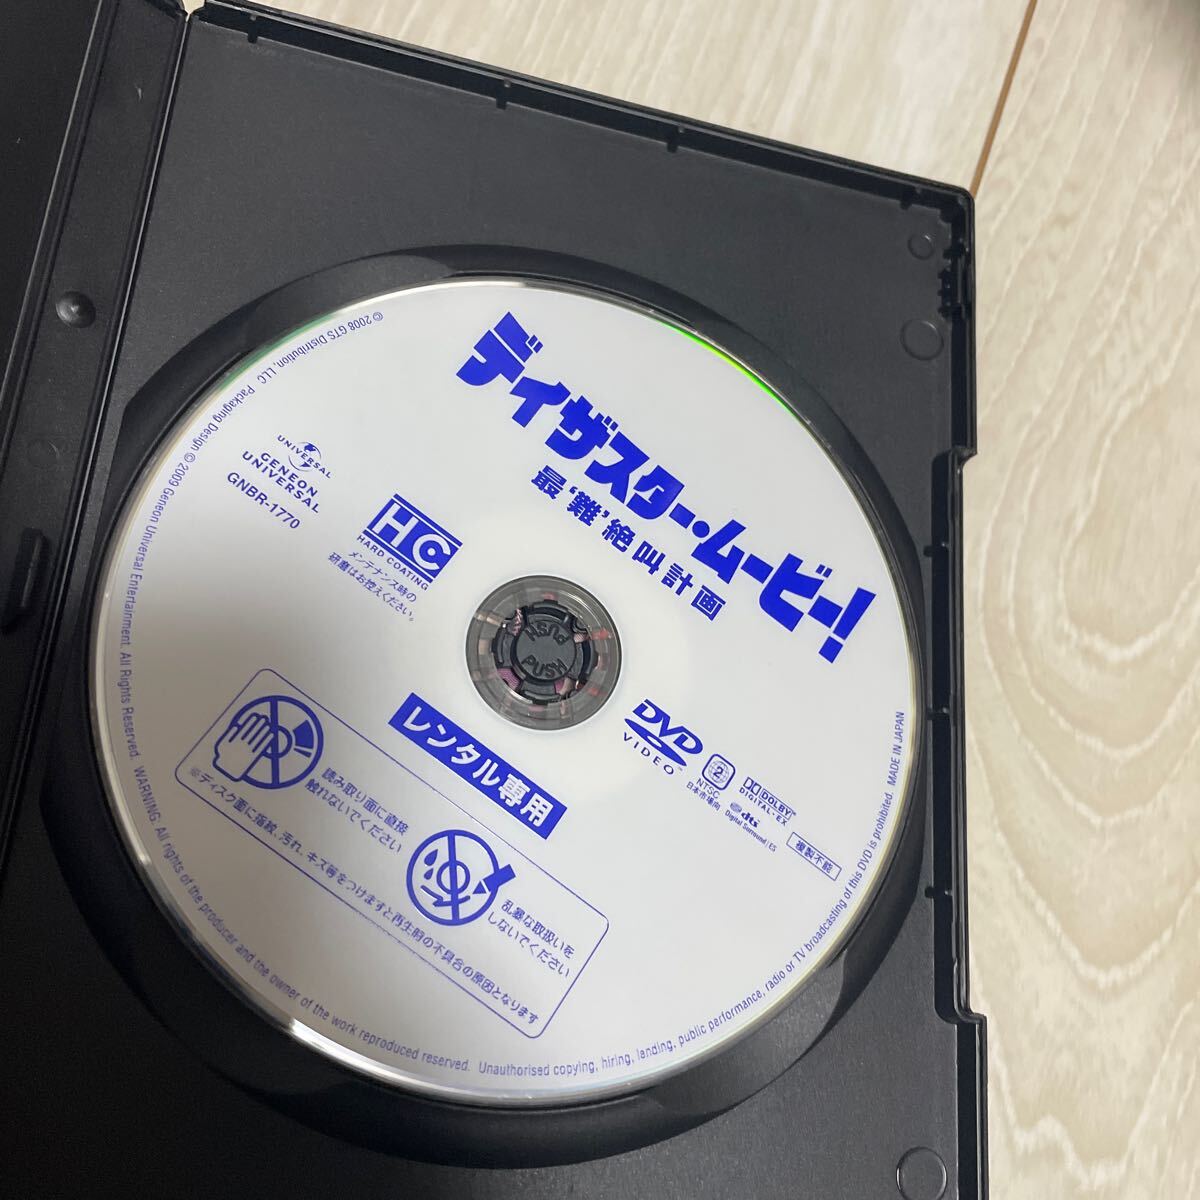 ディザスター・ムービー!
最'難'絶叫計画
UNIVERSAL
GENEON
UNIVERSAL
GNBR-1770
HC
HARD COATING
メンテナンス時の
研磨はお控えください。
PUSH
PUSH
レンタル専用
DVD
VIDEO™
2
NTSC
日本市場向
DOLBY
DIGITAL-EX
dts
Digital Surround | ES
複製不能
読み取り面に直接
触れないでください
乱暴な取扱いを
しないでください
※ディスク面に指紋、汚れ、キズ等をつけますと再生時の不具合の原因となります
© 2008 GTS Distribution, LLC Packaging Design © 2009 Geneon Universal Entertainment. All Rights Reserved. WARNING: All rights of the producer and the owner of the work reproduced reserved. Unauthorised copying, hiring, lending, public performance, radio or TV broadcasting of this DVD is prohibited. MADE IN JAPAN